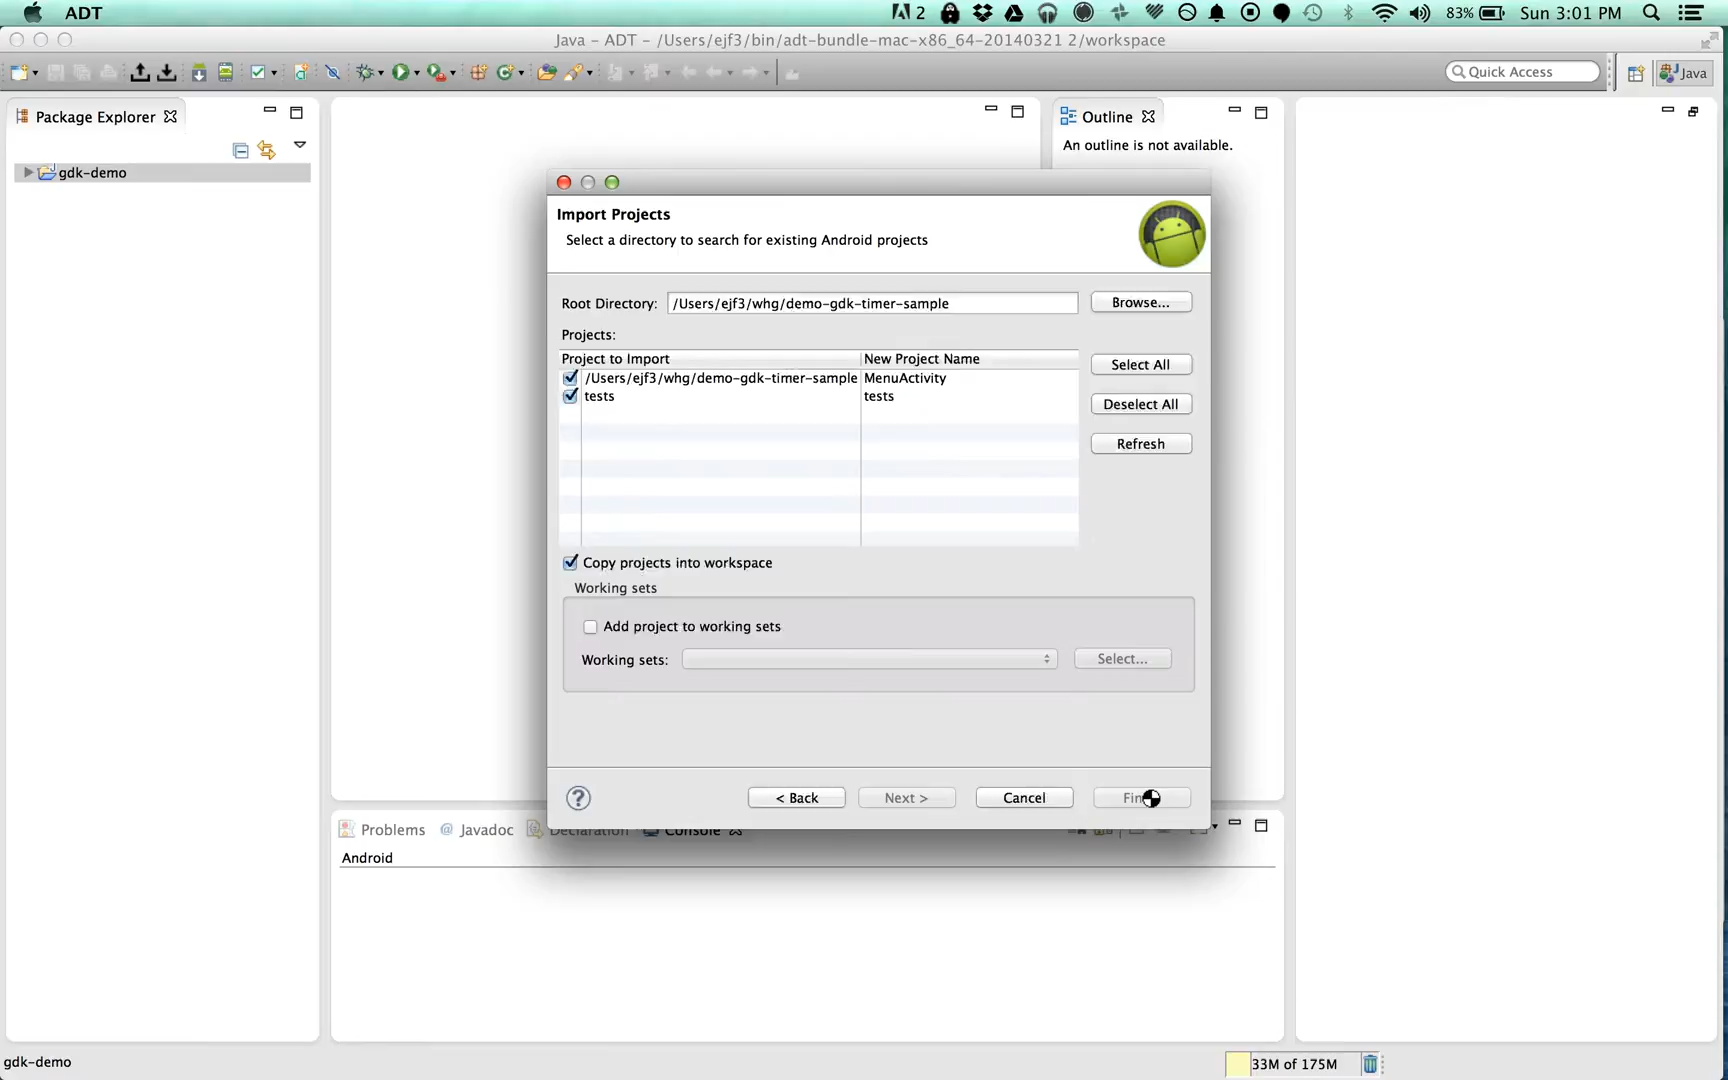 ADT
2
83%
Sun 3:01 PM
Java – ADT – /Users/ejf3/bin/adt-bundle-mac-x86_64-20140321 2/workspace
Quick Access
Java
Package Explorer
gdk-demo
Outline
An outline is not available.
Import Projects
Select a directory to search for existing Android projects
Root Directory:
/Users/ejf3/whg/demo-gdk-timer-sample
Browse...
Projects:
Project to Import
New Project Name
/Users/ejf3/whg/demo-gdk-timer-sample
MenuActivity
tests
tests
Select All
Deselect All
Refresh
Copy projects into workspace
Working sets
Add project to working sets
Working sets:
Select...
?
< Back
Next >
Cancel
Problems
@ Javadoc
Declaration
Console
Android
gdk-demo
33M of 175M